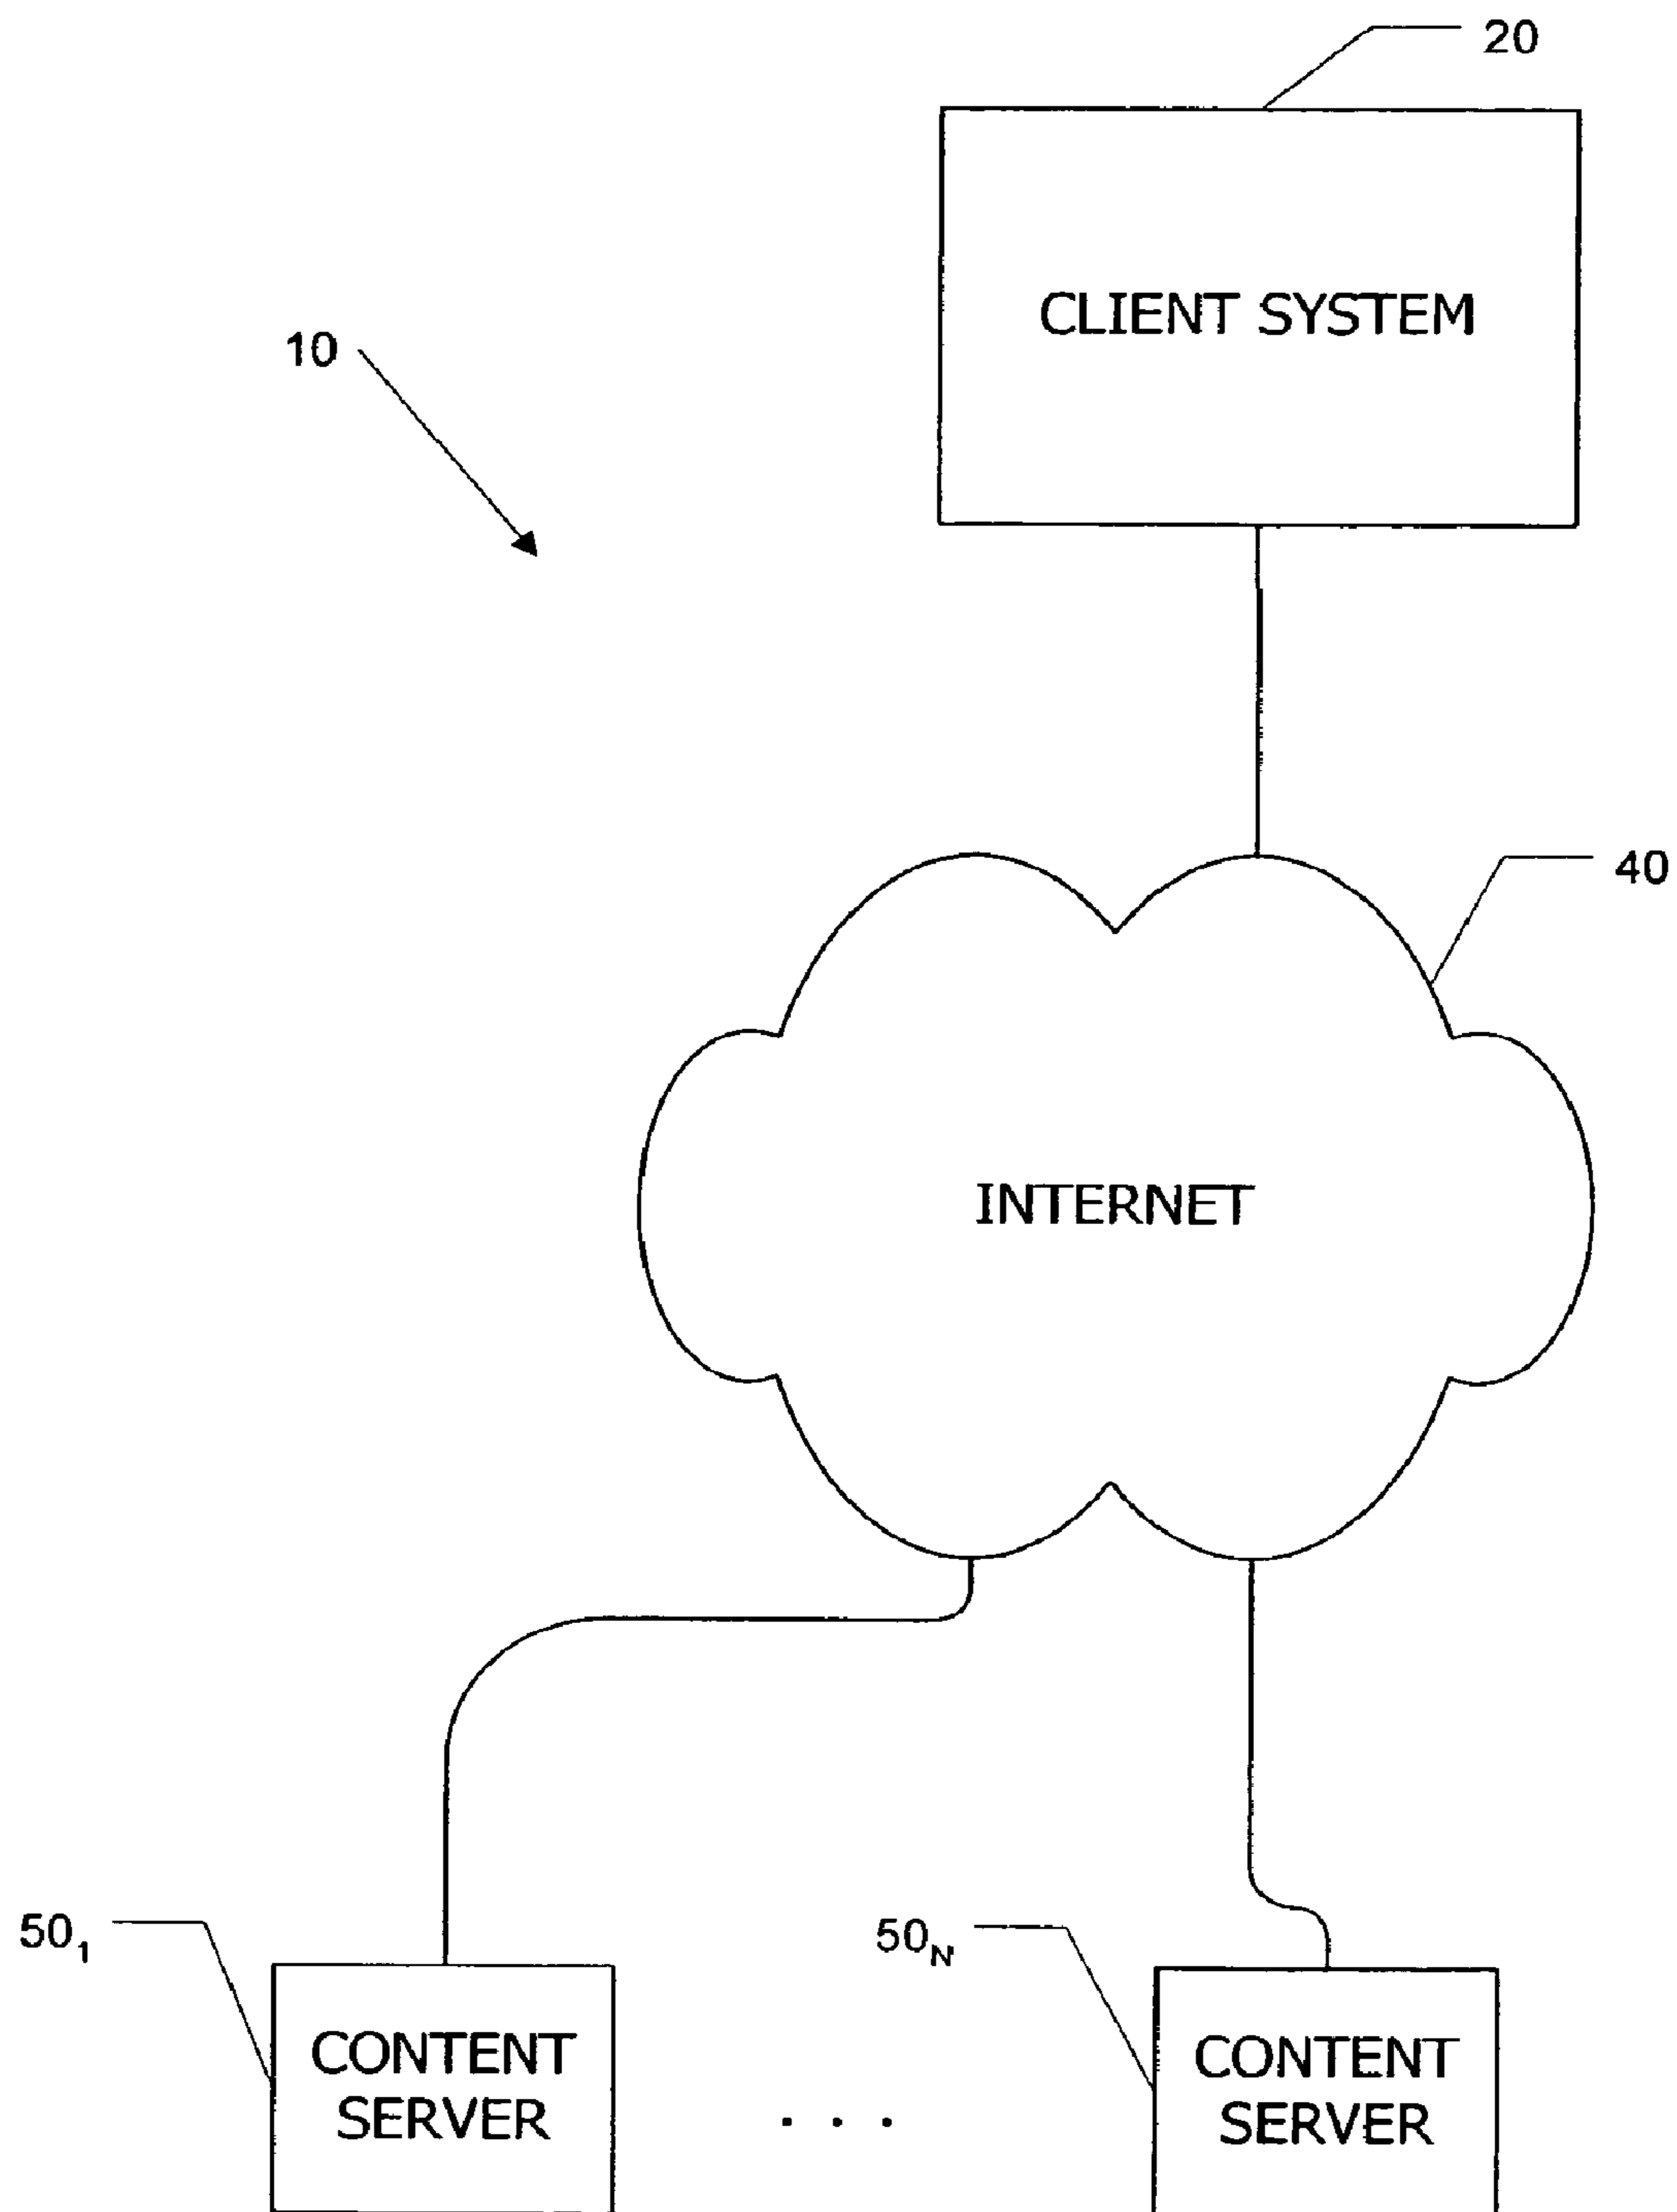 20
CLIENT SYSTEM
10
40
INTERNET
50₁
50ₙ
CONTENT
SERVER
. . .
CONTENT
SERVER